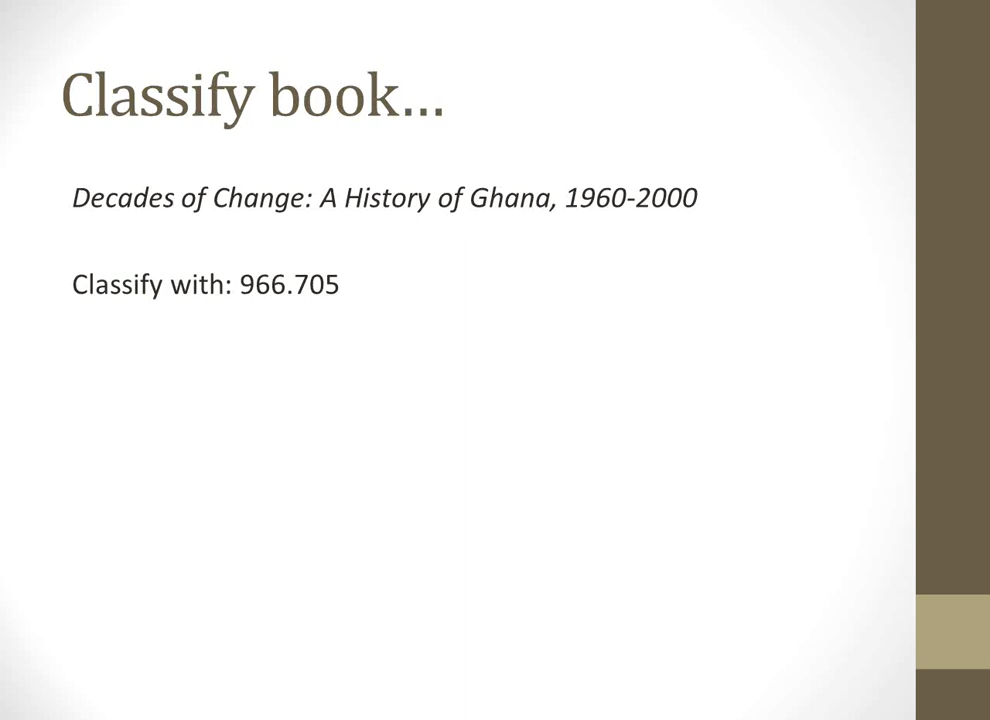 Classify book…
Decades of Change: A History of Ghana, 1960-2000
Classify with: 966.705